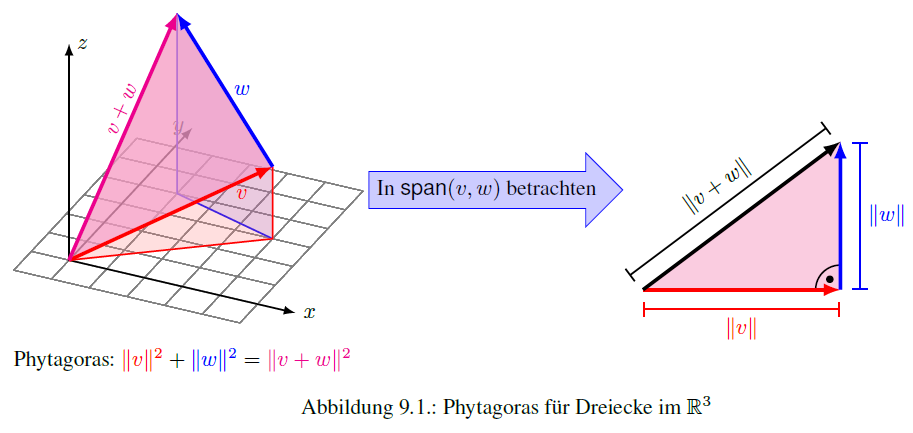 z
v + w
w
y
v
x
In span(v, w) betrachten
‖v + w‖
‖w‖
‖v‖
Phytagoras: ‖v‖² + ‖w‖² = ‖v + w‖²
Abbildung 9.1.: Phytagoras für Dreiecke im ℝ³